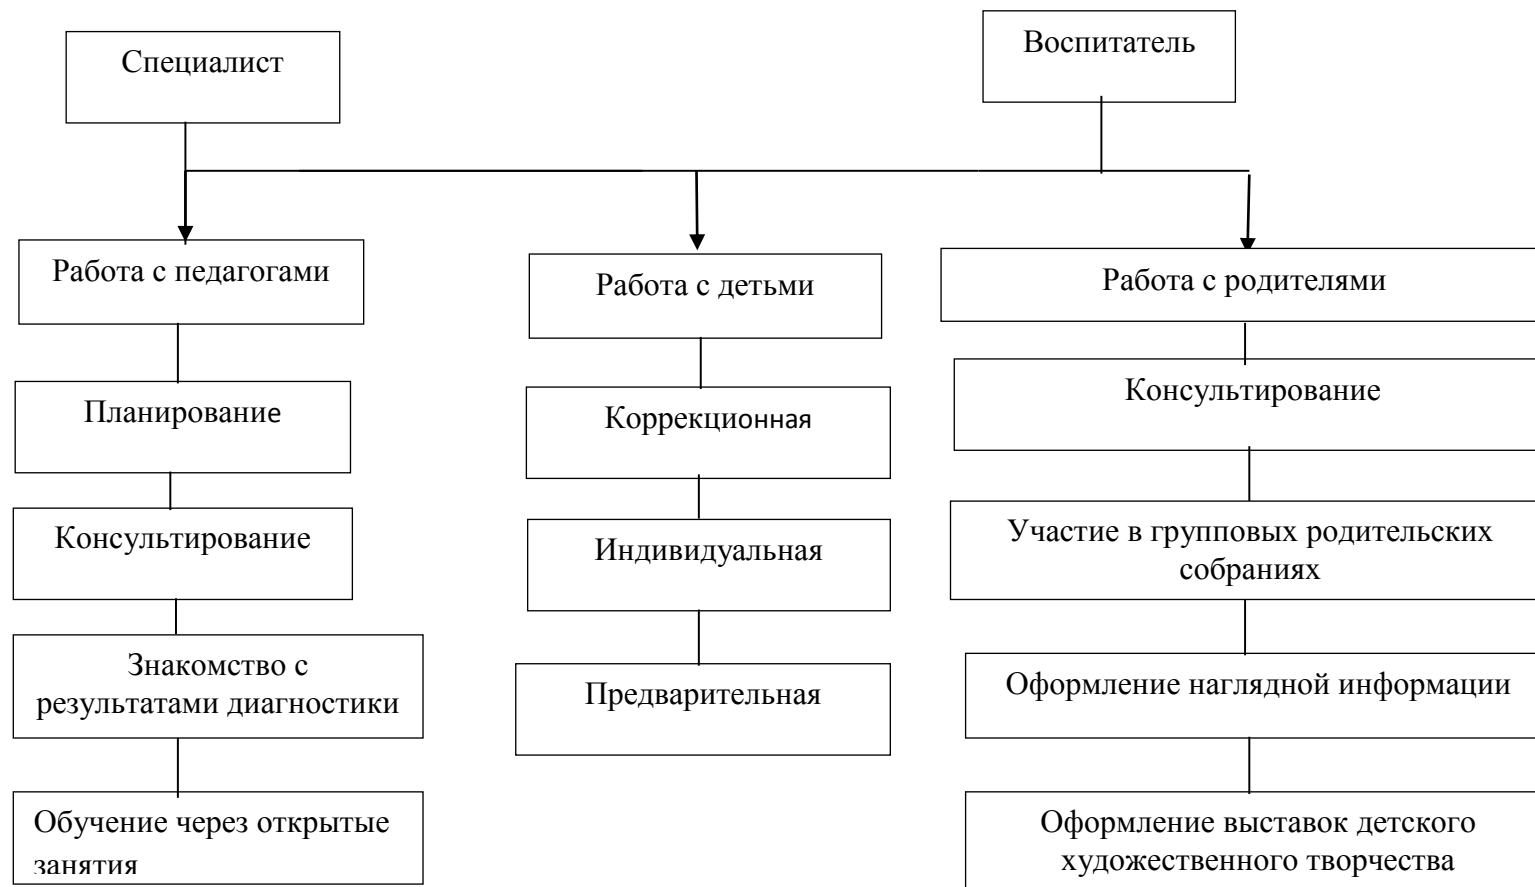 Специалист
Воспитатель
Работа с педагогами
Работа с детьми
Работа с родителями
Планирование
Коррекционная
Консультирование
Консультирование
Индивидуальная
Участие в групповых родительских
собраниях
Знакомство с
результатами диагностики
Предварительная
Оформление наглядной информации
Обучение через открытые
занятия
Оформление выставок детского
художественного творчества